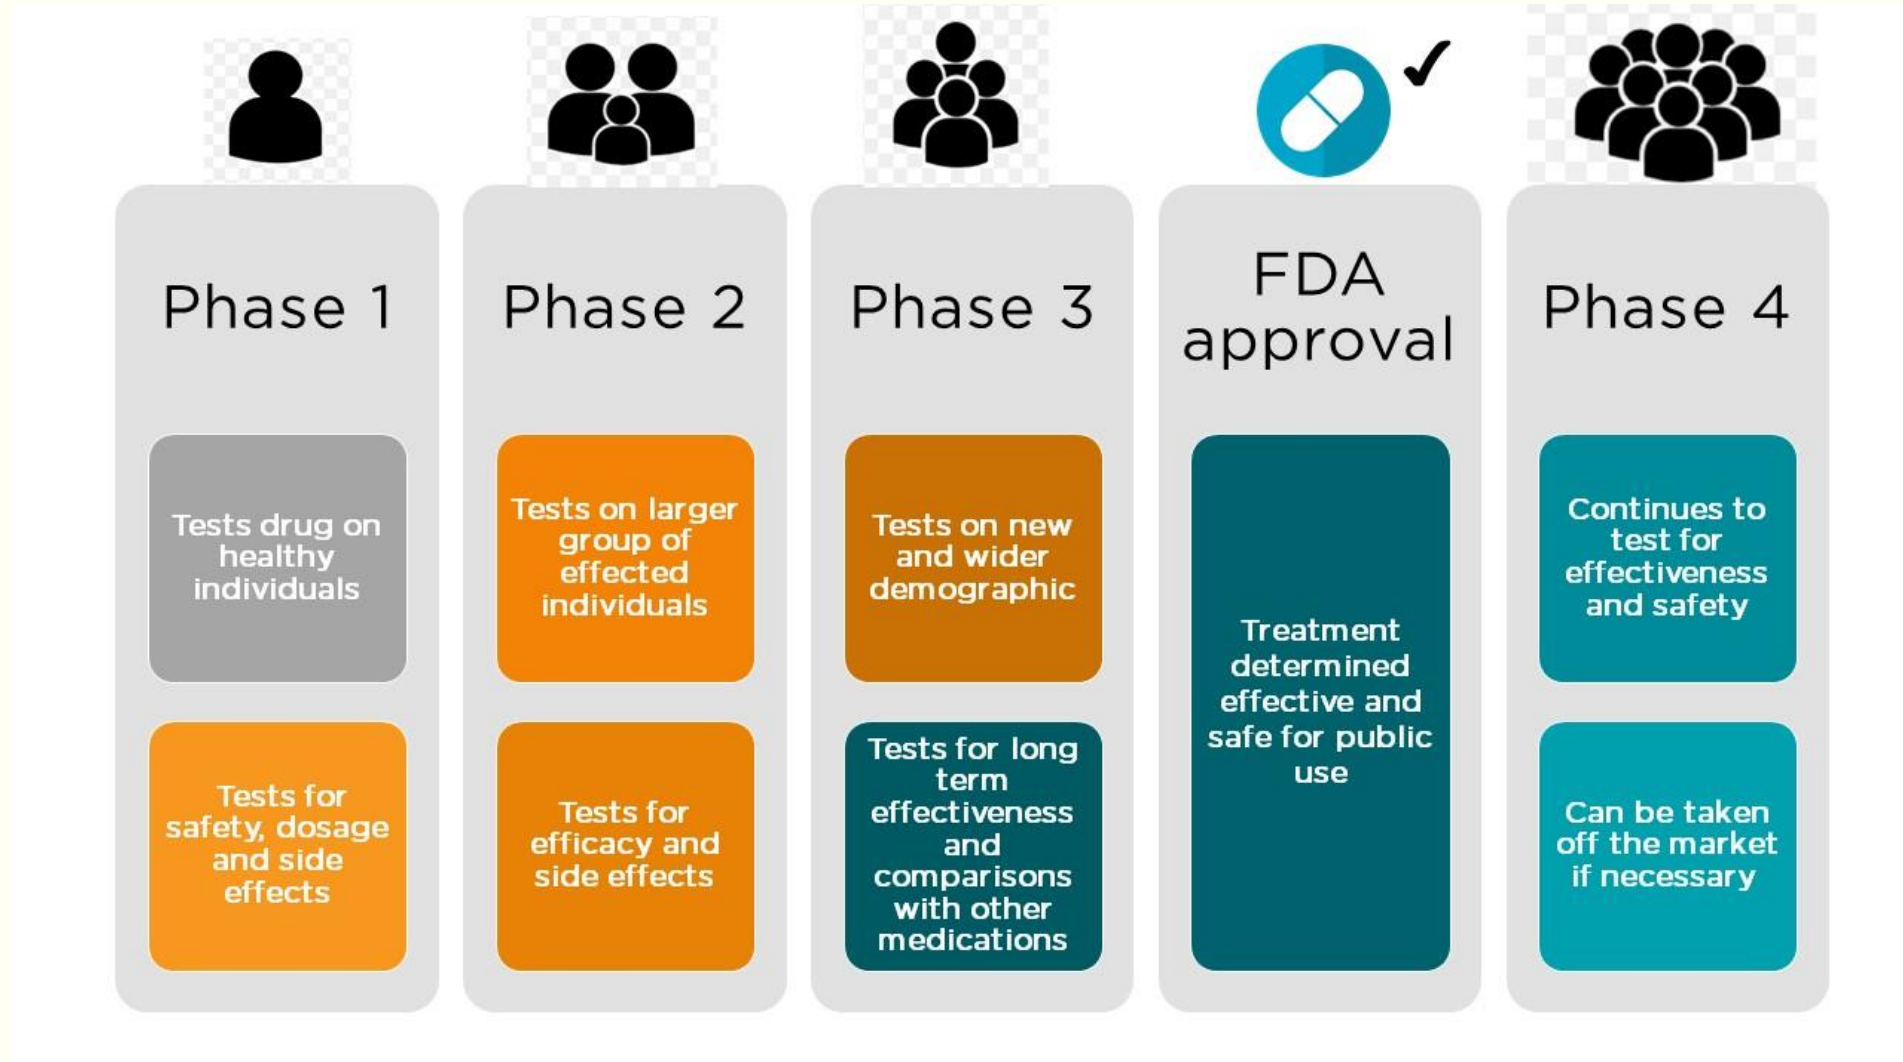 Phase 1
Tests drug on
healthy
individuals
Tests for
safety, dosage
and side
effects
Phase 2
Tests on larger
group of
effected
individuals
Tests for
efficacy and
side effects
Phase 3
Tests on new
and wider
demographic
Tests for long
term
effectiveness
and
comparisons
with other
medications
FDA
approval
Treatment
determined
effective and
safe for public
use
Phase 4
Continues to
test for
effectiveness
and safety
Can be taken
off the market
if necessary